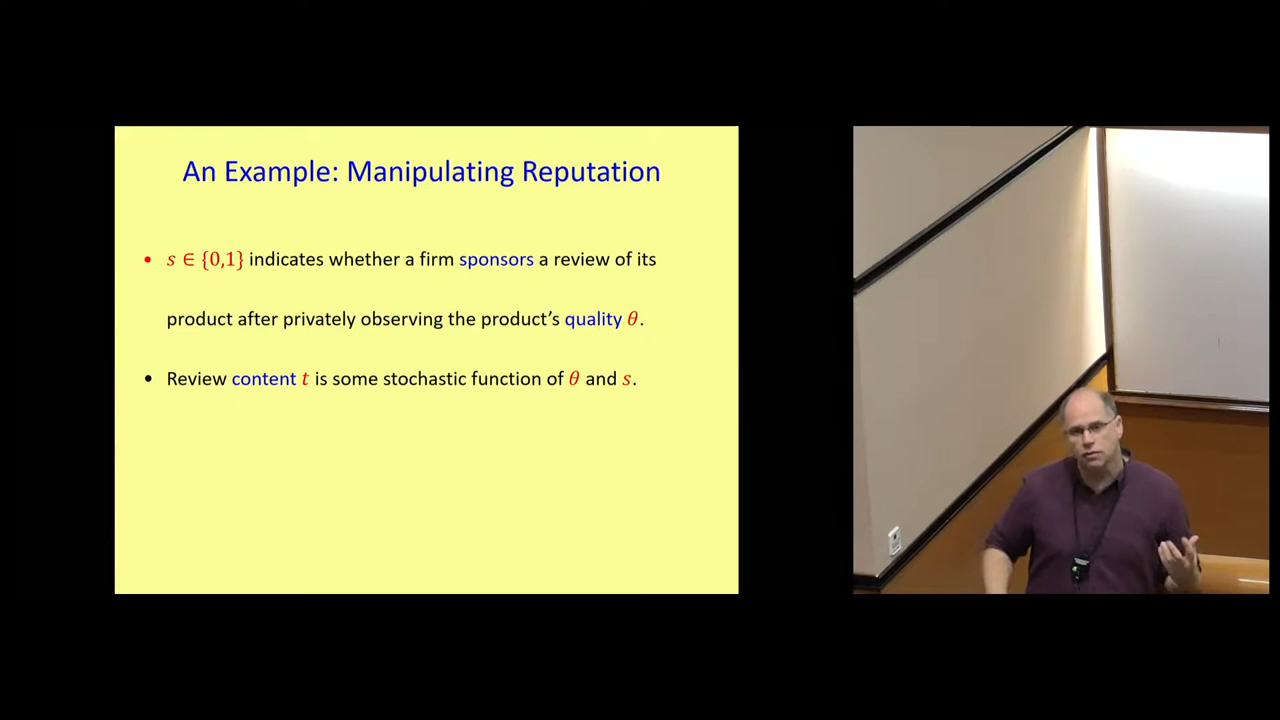 An Example: Manipulating Reputation
• s ∈ {0,1} indicates whether a firm sponsors a review of its
product after privately observing the product’s quality θ.
• Review content t is some stochastic function of θ and s.